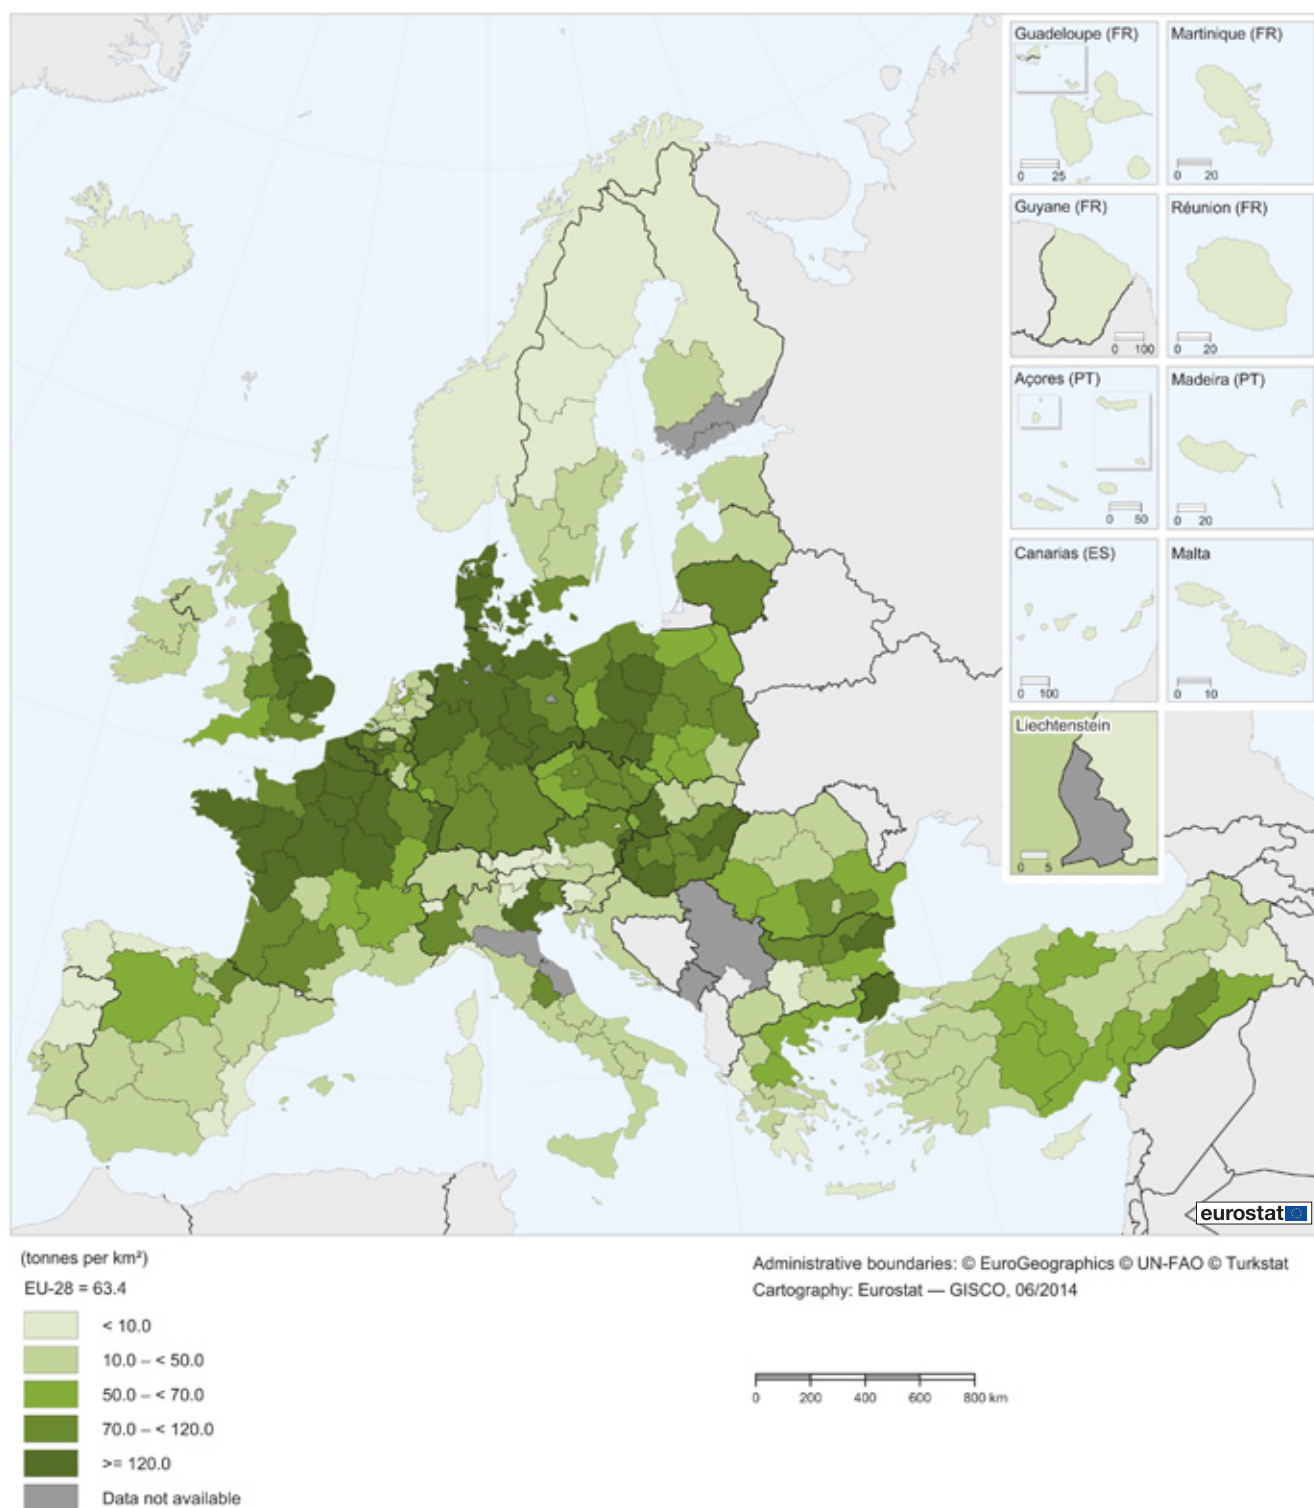 Guadeloupe (FR)
0 25
Martinique (FR)
0 20
Guyane (FR)
0 100
Réunion (FR)
0 20
Açores (PT)
0 50
Madeira (PT)
0 20
Canarias (ES)
0 100
Malta
0 10
Liechtenstein
0 5
eurostat
(tonnes per km²)
EU-28 = 63.4
< 10.0
10.0 – < 50.0
50.0 – < 70.0
70.0 – < 120.0
>= 120.0
Data not available
Administrative boundaries: © EuroGeographics © UN-FAO © Turkstat
Cartography: Eurostat — GISCO, 06/2014
0 200 400 600 800 km